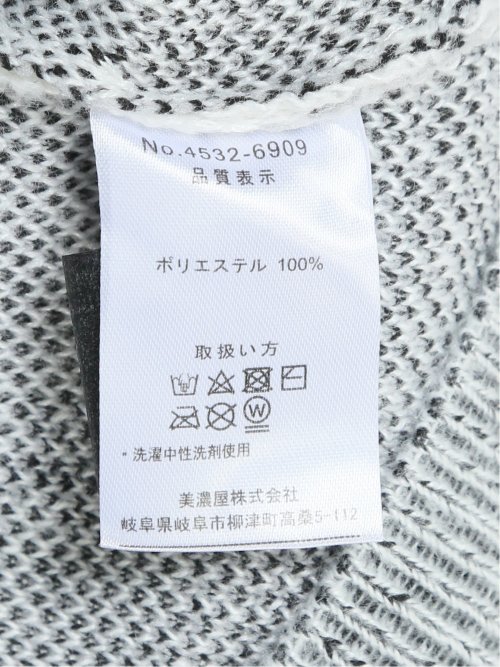 No.4532-6909
品質表示
ポリエステル 100%
取扱い方
W
*洗濯中性洗剤使用
美濃屋株式会社
岐阜県岐阜市柳津町高桑5-112